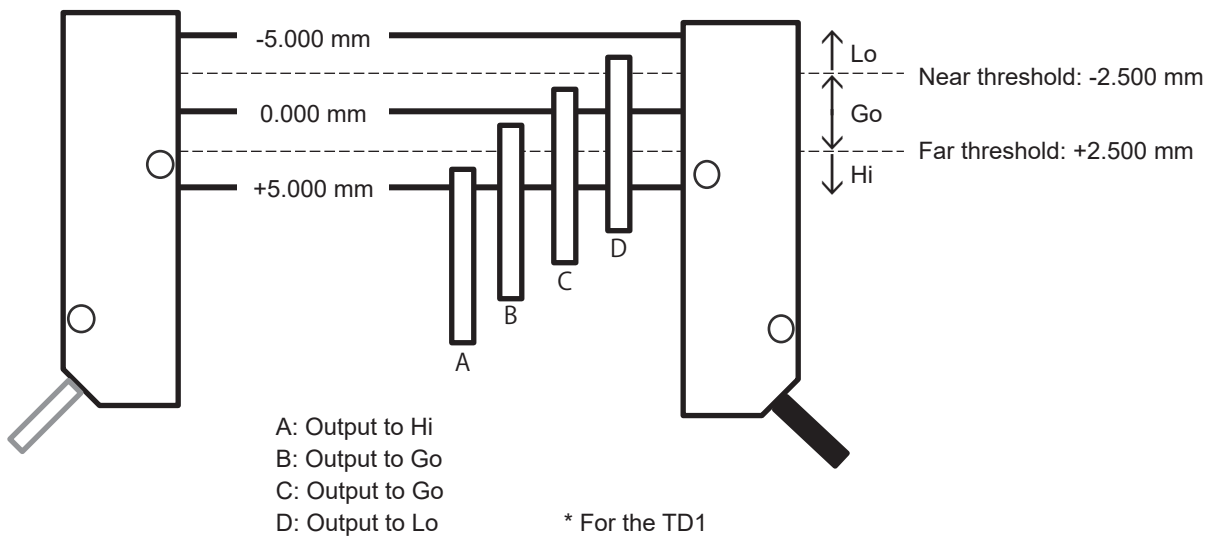 -5.000 mm
Lo
Near threshold: -2.500 mm
0.000 mm
Go
Far threshold: +2.500 mm
+5.000 mm
Hi
D
C
B
A
A: Output to Hi
B: Output to Go
C: Output to Go
D: Output to Lo
* For the TD1